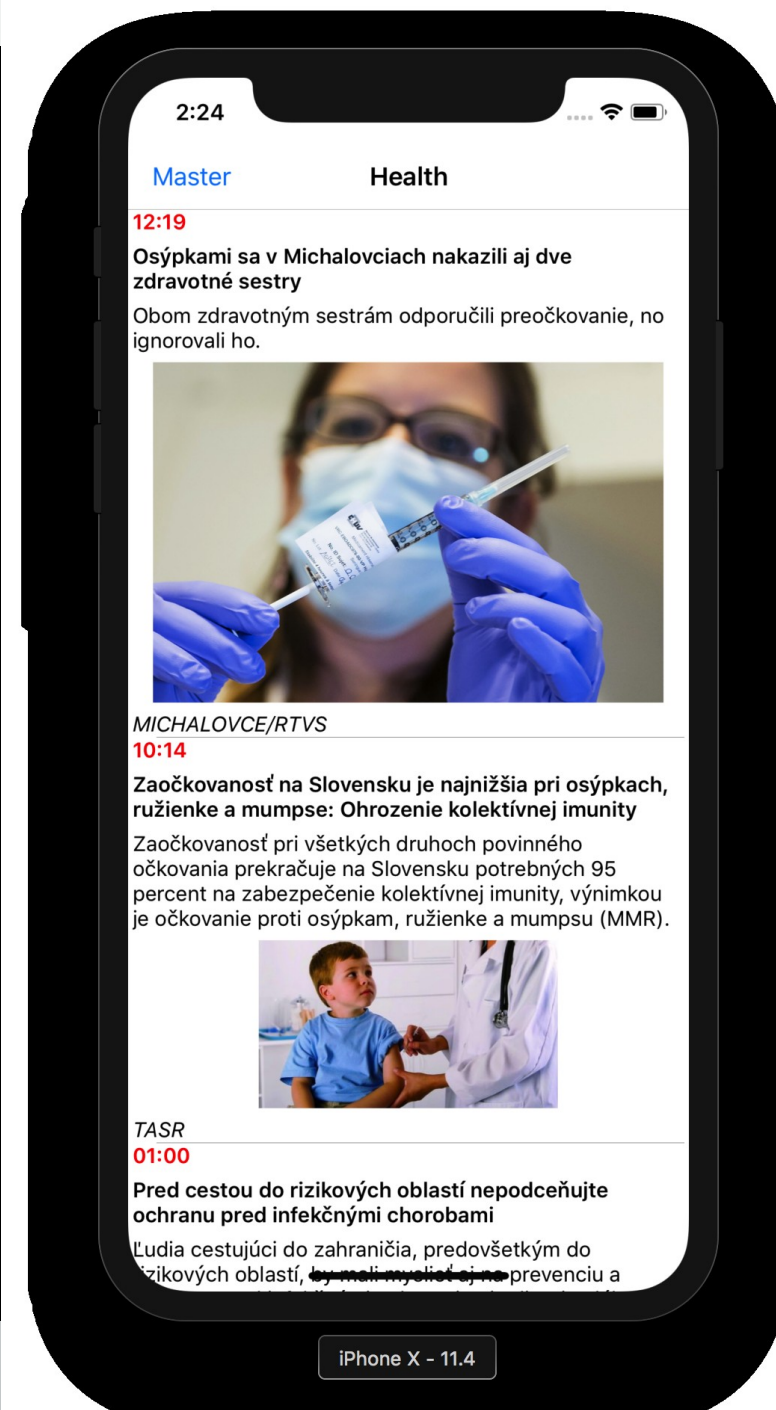 2:24
Master
Health
12:19
Osýpkami sa v Michalovciach nakazili aj dve
zdravotné sestry
Obom zdravotným sestrám odporučili preočkovanie, no
ignorovali ho.
MICHALOVCE/RTVS
10:14
Zaočkovanosť na Slovensku je najnižšia pri osýpkach,
ružienke a mumpse: Ohrozenie kolektívnej imunity
Zaočkovanosť pri všetkých druhoch povinného
očkovania prekračuje na Slovensku potrebných 95
percent na zabezpečenie kolektívnej imunity, výnimkou
je očkovanie proti osýpkam, ružienke a mumpsu (MMR).
TASR
01:00
Pred cestou do rizikových oblastí nepodceňujte
ochranu pred infekčnými chorobami
Ľudia cestujúci do zahraničia, predovšetkým do
rizikových oblastí, prevenciu a
iPhone X - 11.4